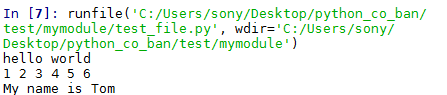 In [7]: runfile('C:/Users/sony/Desktop/python_co_ban/
test/mymodule/test_file.py', wdir='C:/Users/sony/
Desktop/python_co_ban/test/mymodule')
hello world
1 2 3 4 5 6
My name is Tom